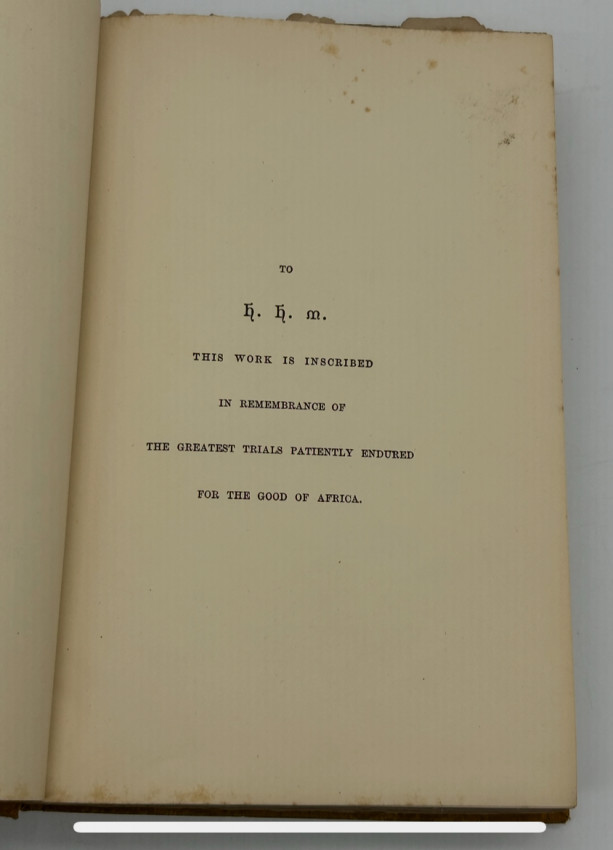 TO
H. H. M.
THIS WORK IS INSCRIBED
IN REMEMBRANCE OF
THE GREATEST TRIALS PATIENTLY ENDURED
FOR THE GOOD OF AFRICA.